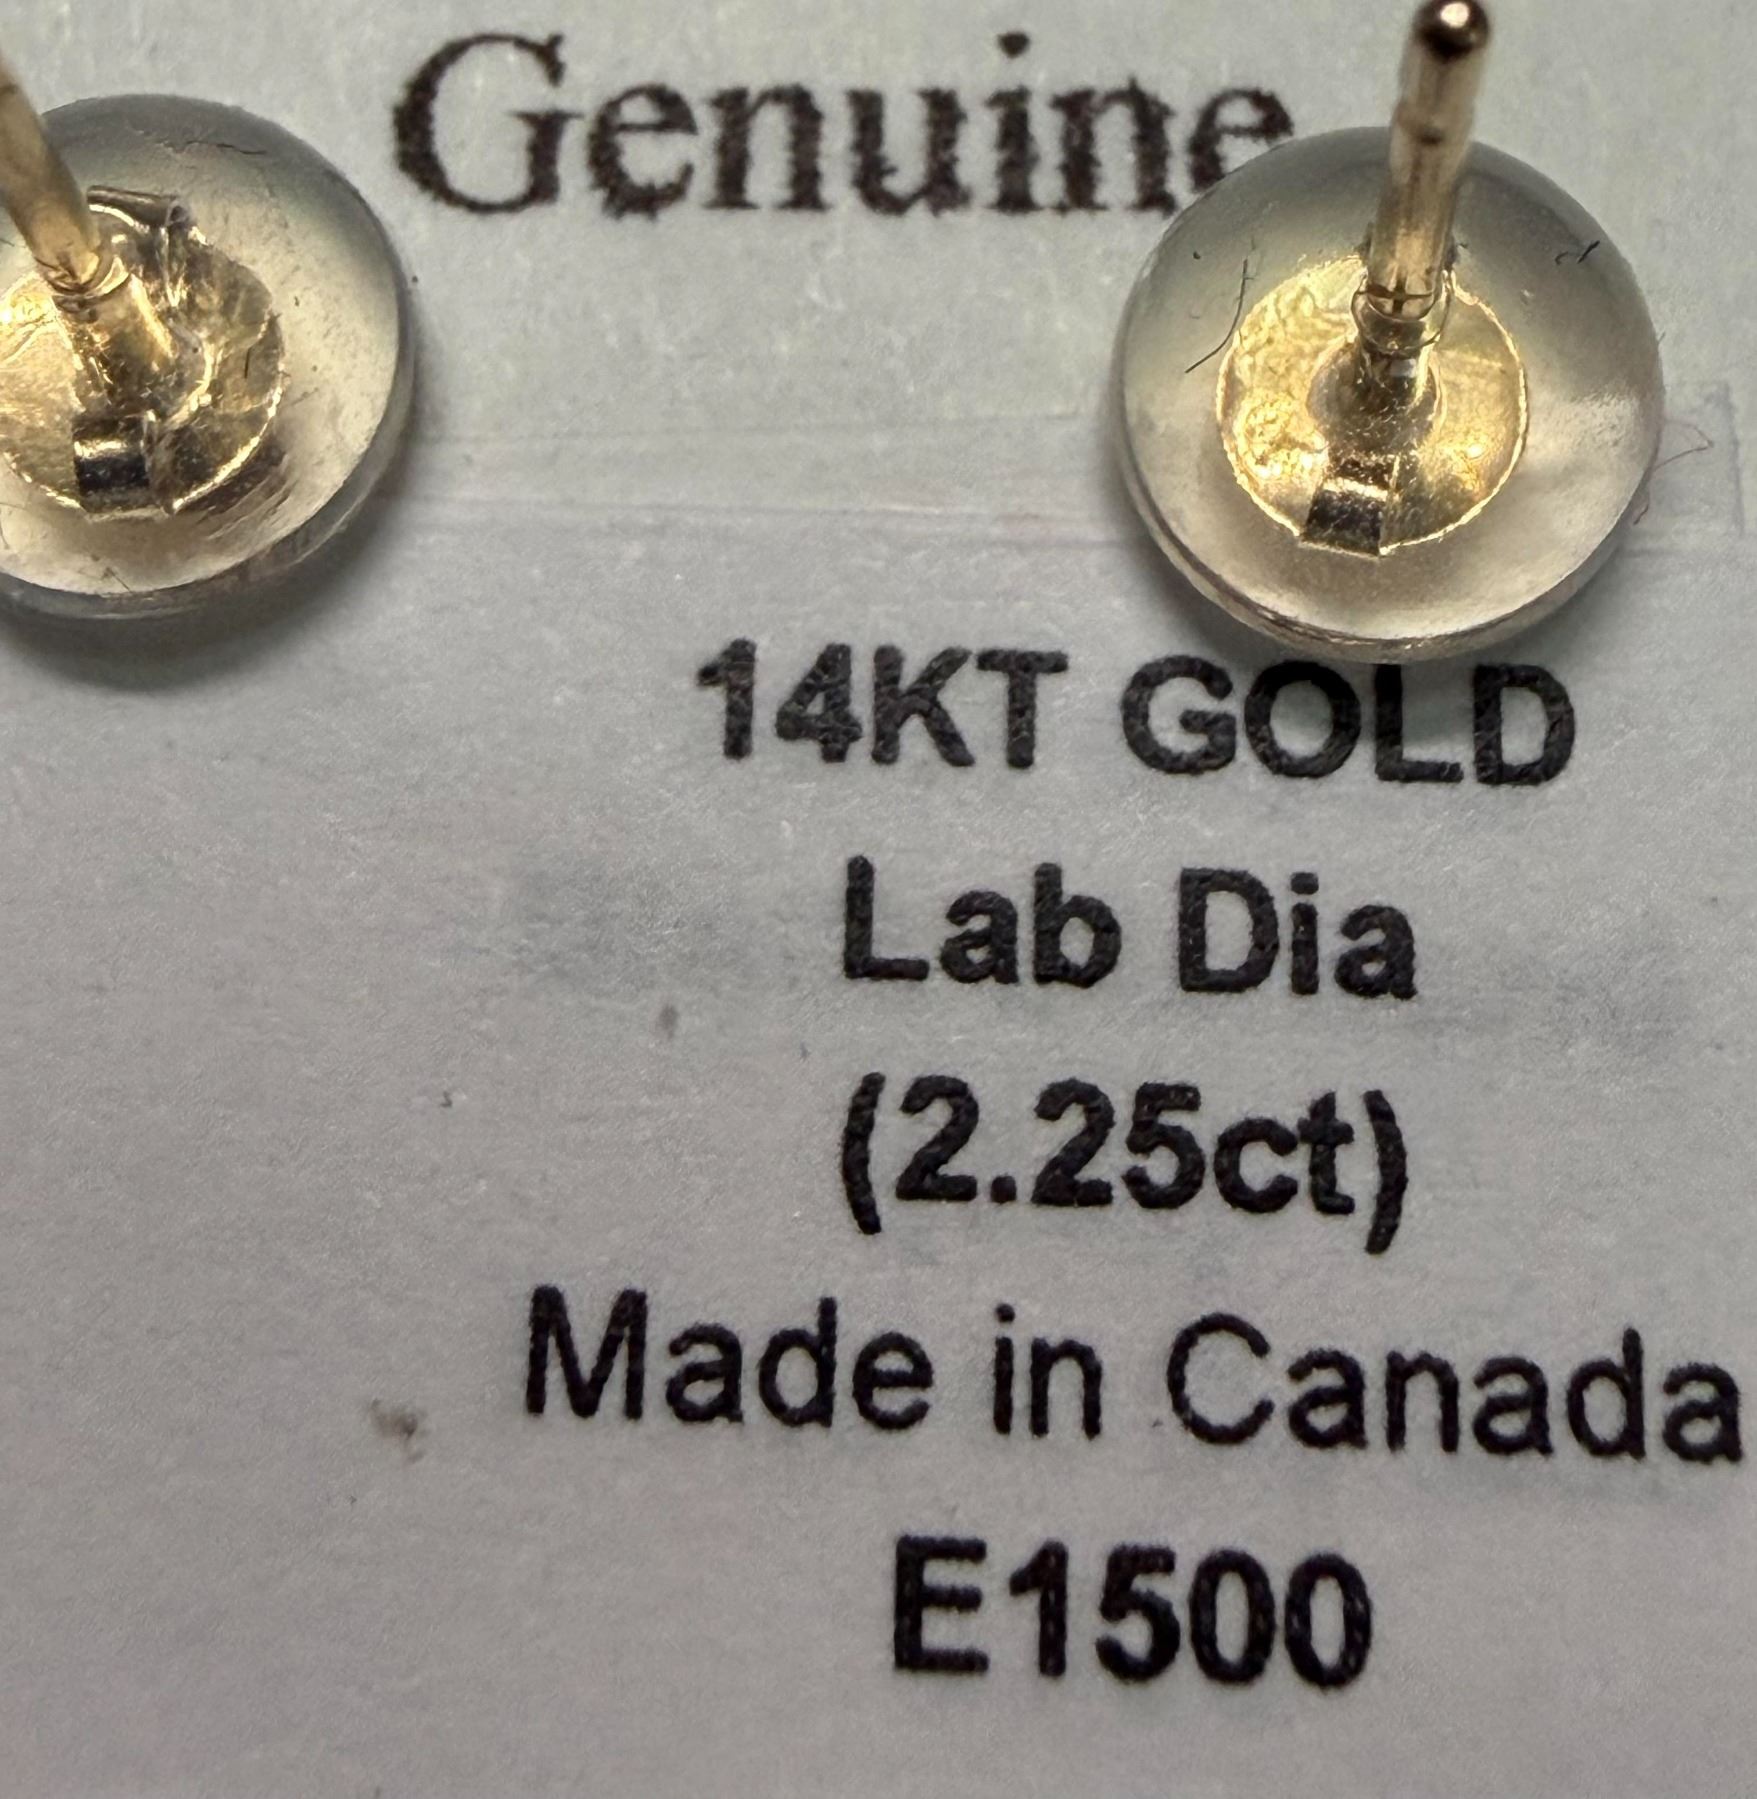 Genuine
14KT GOLD
Lab Dia
(2.25ct)
Made in Canada
E1500